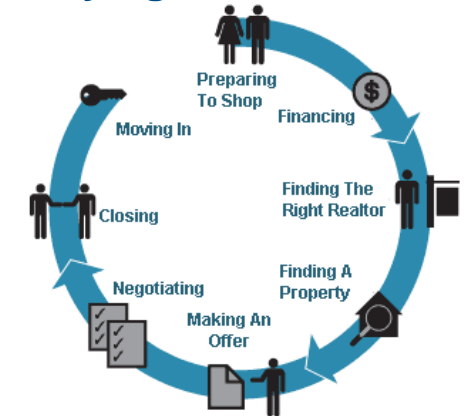 Preparing
To Shop
Financing
Finding The
Right Realtor
Finding A
Property
Making An
Offer
Negotiating
Closing
Moving In
$